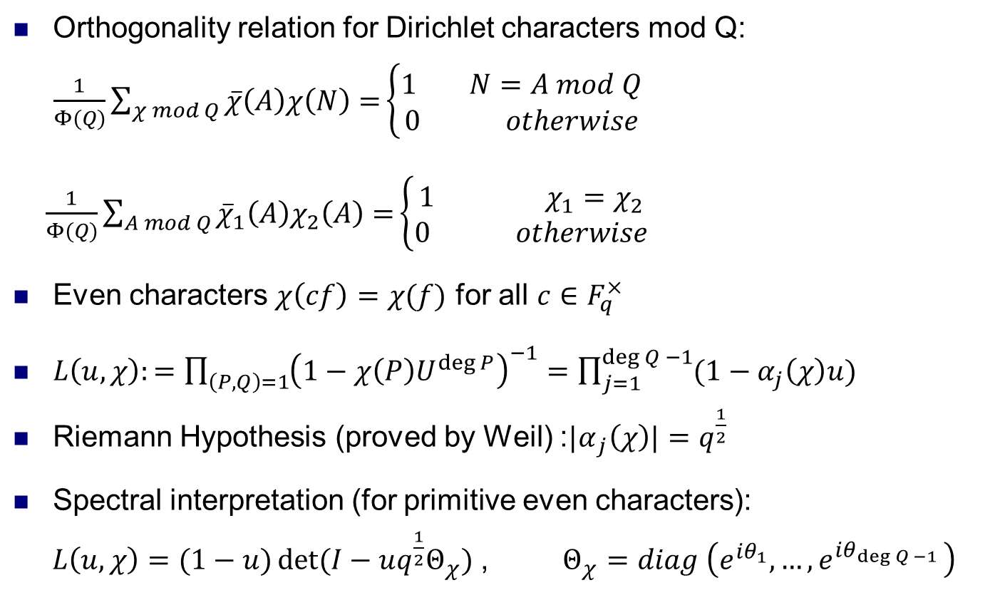 ■ Orthogonality relation for Dirichlet characters mod Q:
$\frac{1}{\Phi(Q)}\sum_{\chi \, mod \, Q} \bar{\chi}(A)\chi(N) = \begin{cases} 1 & N = A \, mod \, Q \\ 0 & otherwise \end{cases}$
$\frac{1}{\Phi(Q)}\sum_{A \, mod \, Q} \bar{\chi}_1(A)\chi_2(A) = \begin{cases} 1 & \chi_1 = \chi_2 \\ 0 & otherwise \end{cases}$
■ Even characters $\chi(cf) = \chi(f)$ for all $c \in F_q^\times$
■ $L(u,\chi) := \prod_{(P,Q)=1}(1 - \chi(P)U^{\deg P})^{-1} = \prod_{j=1}^{\deg Q - 1}(1 - \alpha_j(\chi)u)$
■ Riemann Hypothesis (proved by Weil) :$|\alpha_j(\chi)| = q^{\frac{1}{2}}$
■ Spectral interpretation (for primitive even characters):
$L(u,\chi) = (1 - u)\det(I - uq^{\frac{1}{2}}\Theta_\chi)$ , $\Theta_\chi = diag\,(e^{i\theta_1}, \ldots, e^{i\theta_{\deg Q - 1}})$